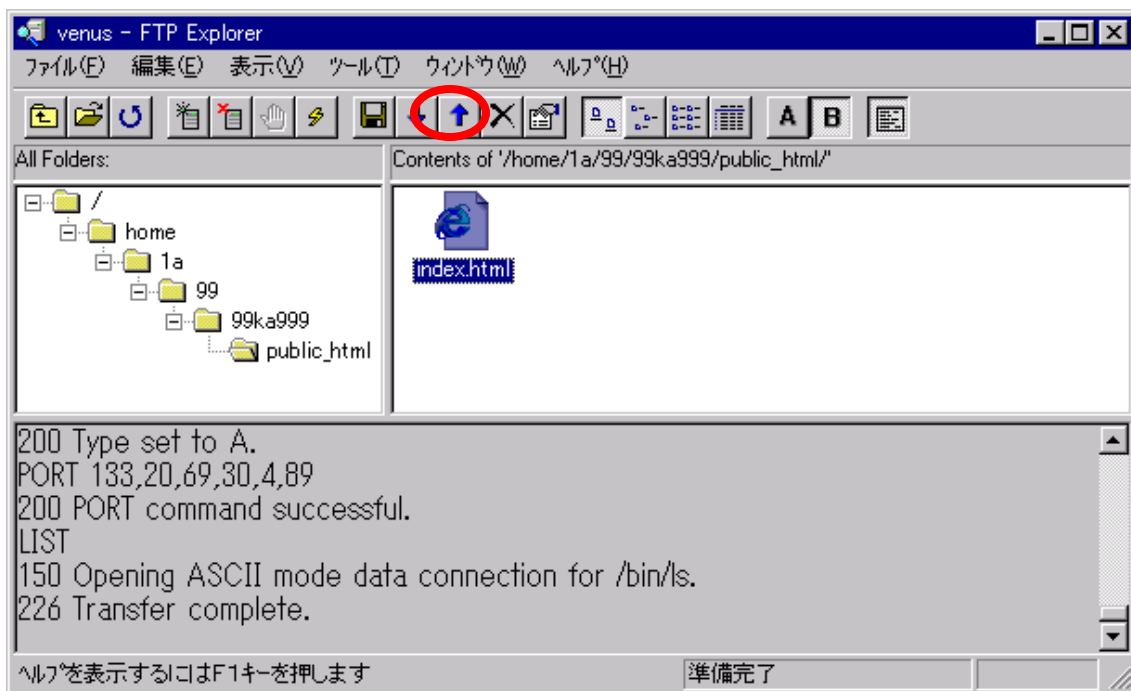 venus - FTP Explorer
ファイル(F) 編集(E) 表示(V) ツール(T) ウィンドウ(W) ヘルプ(H)
A B
All Folders:
Contents of '/home/1a/99/99ka999/public_html/'
/
home
1a
99
99ka999
public_html
index.html
200 Type set to A.
PORT 133,20,69,30,4,89
200 PORT command successful.
LIST
150 Opening ASCII mode data connection for /bin/ls.
226 Transfer complete.
ヘルプを表示するにはF1キーを押します
準備完了